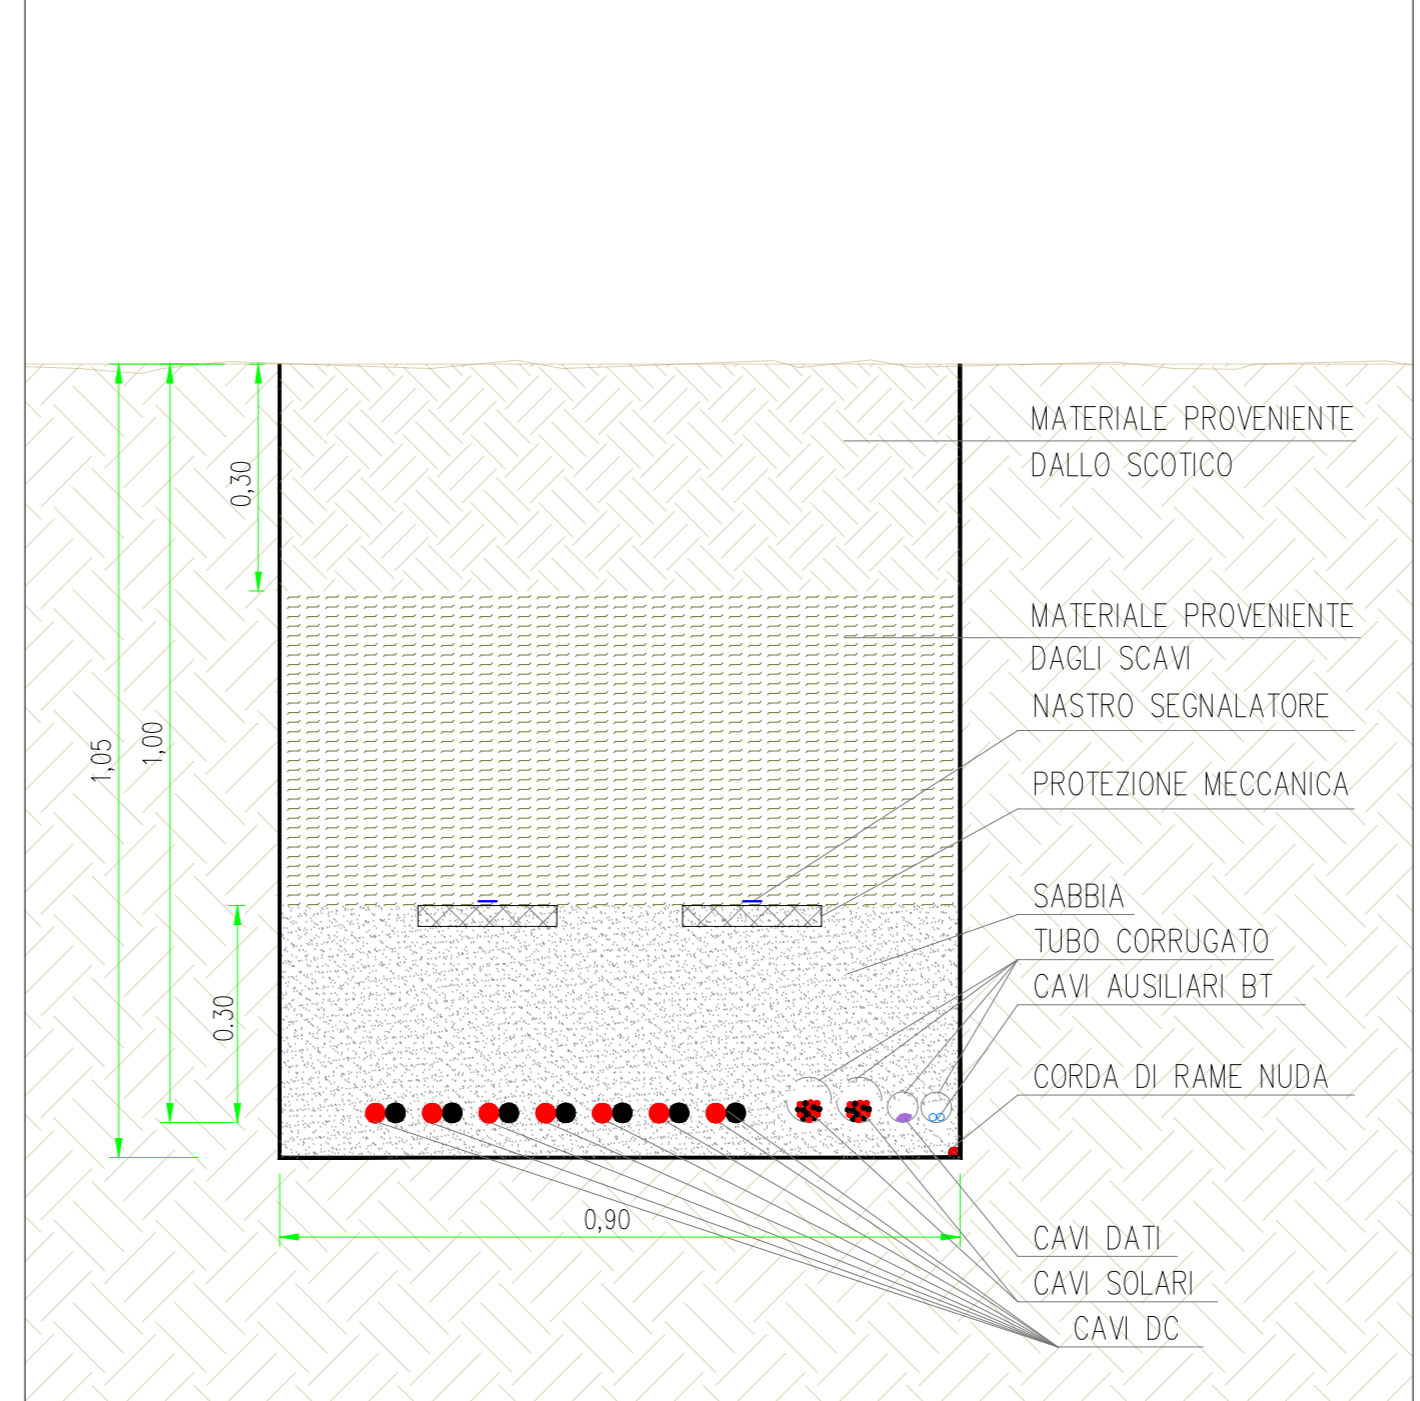 MATERIALE PROVENIENTE
DALLO SCOTICO
0,30
MATERIALE PROVENIENTE
DAGLI SCAVI
NASTRO SEGNALATORE
1,05
1,00
PROTEZIONE MECCANICA
SABBIA
TUBO CORRUGATO
CAVI AUSILIARI BT
0.30
CORDA DI RAME NUDA
0,90
CAVI DATI
CAVI SOLARI
CAVI DC